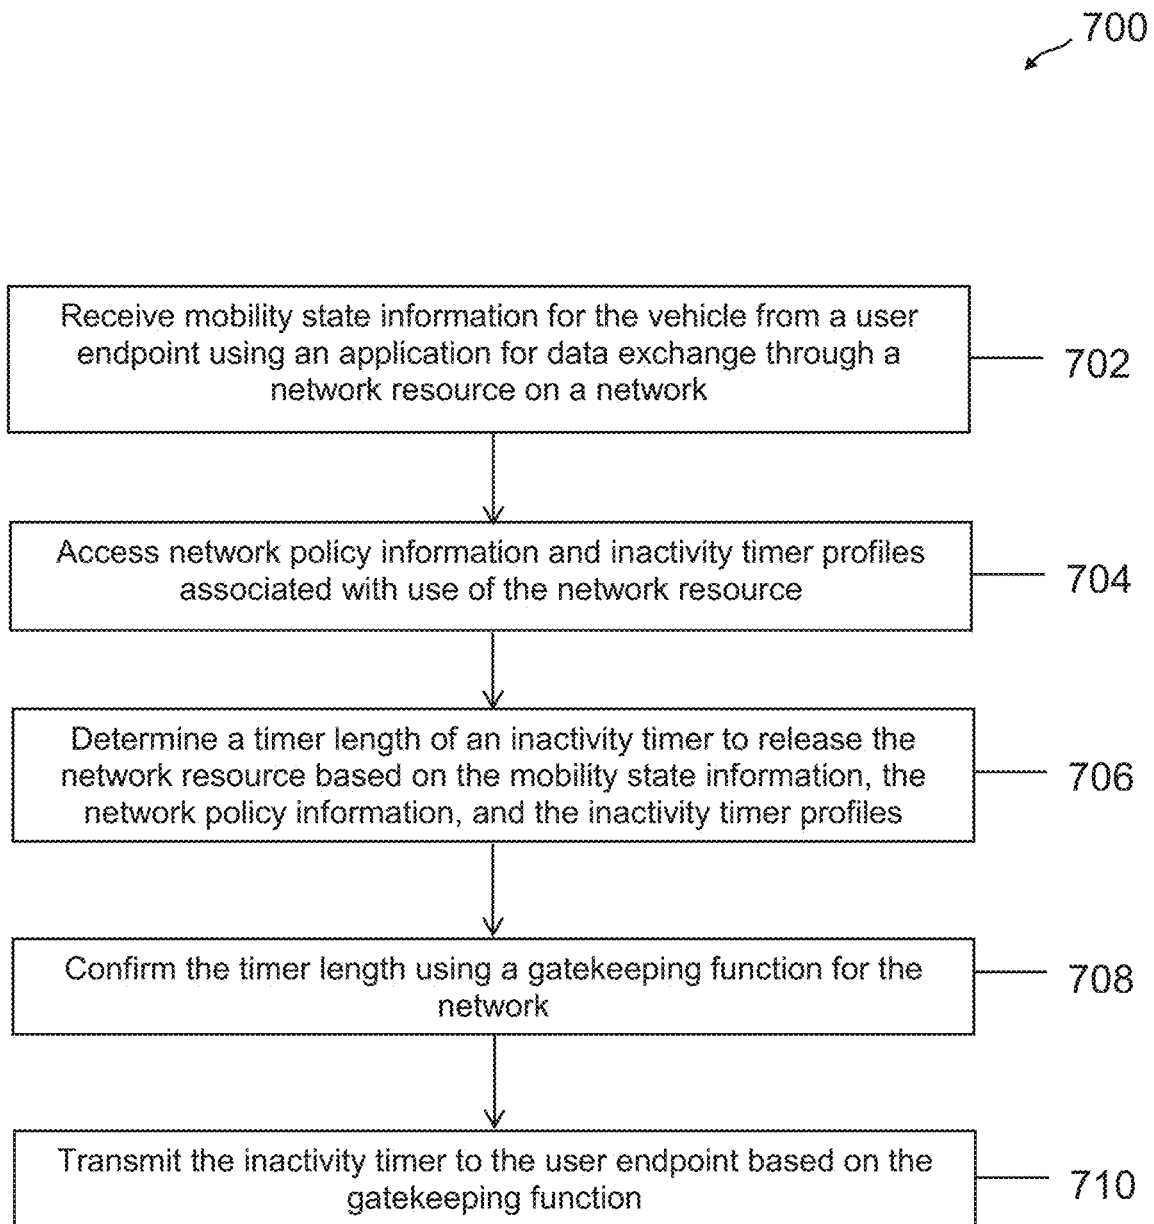 700
Receive mobility state information for the vehicle from a user
endpoint using an application for data exchange through a
network resource on a network
702
Access network policy information and inactivity timer profiles
associated with use of the network resource
704
Determine a timer length of an inactivity timer to release the
network resource based on the mobility state information, the
network policy information, and the inactivity timer profiles
706
Confirm the timer length using a gatekeeping function for the
network
708
Transmit the inactivity timer to the user endpoint based on the
gatekeeping function
710